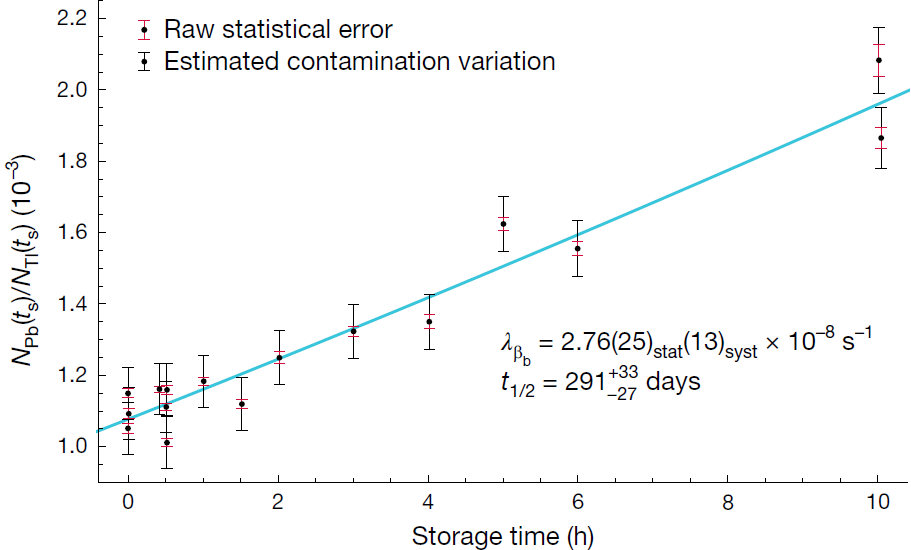 2.2
2.0
1.8
1.6
1.4
1.2
1.0
N_Pb(t_s)/N_Tl(t_s) (10⁻³)
Raw statistical error
Estimated contamination variation
λ_β_b = 2.76(25)_stat(13)_syst × 10⁻⁸ s⁻¹
t_1/2 = 291 +33 −27 days
0 2 4 6 8 10
Storage time (h)